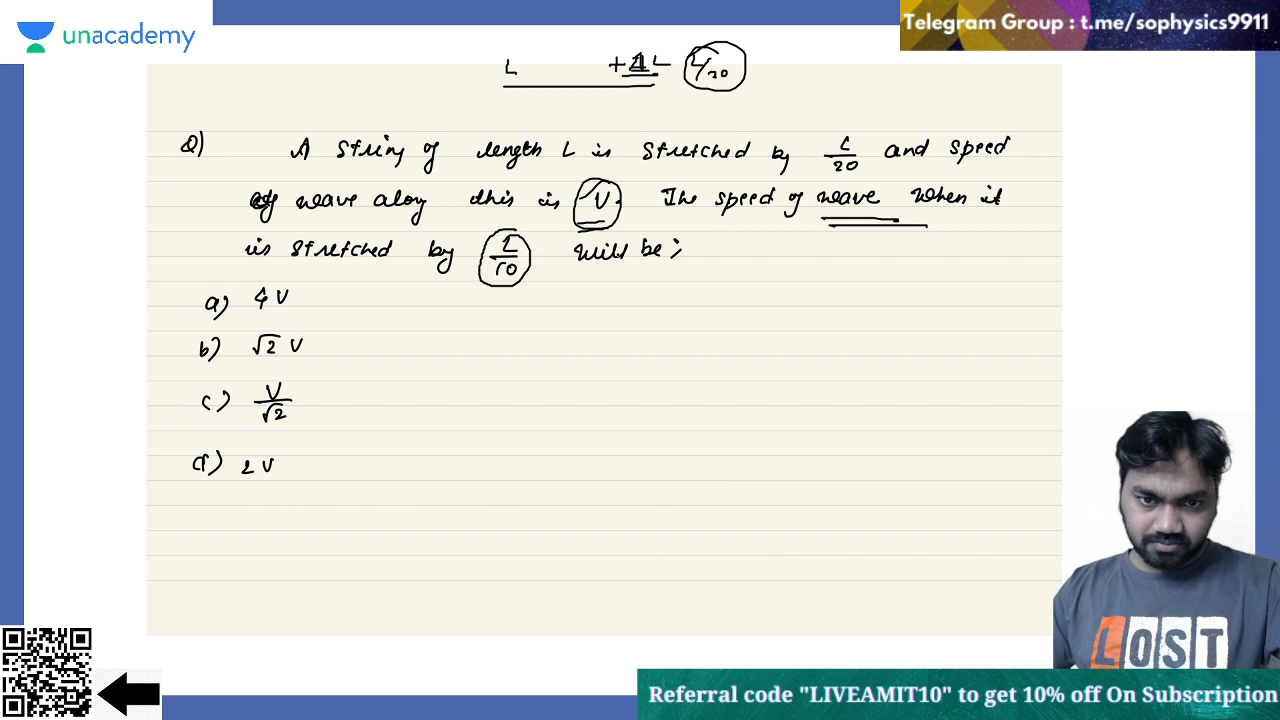 unacademy
Telegram Group : t.me/sophysics9911
L +ΔL L/20
Q) A string of length L is stretched by L/20 and speed
of wave along this is V. The speed of wave when it
is stretched by L/10 will be ;
a) 4 V
b) √2 V
c) V/√2
d) 2 V
LOST
Referral code "LIVEAMIT10" to get 10% off On Subscription